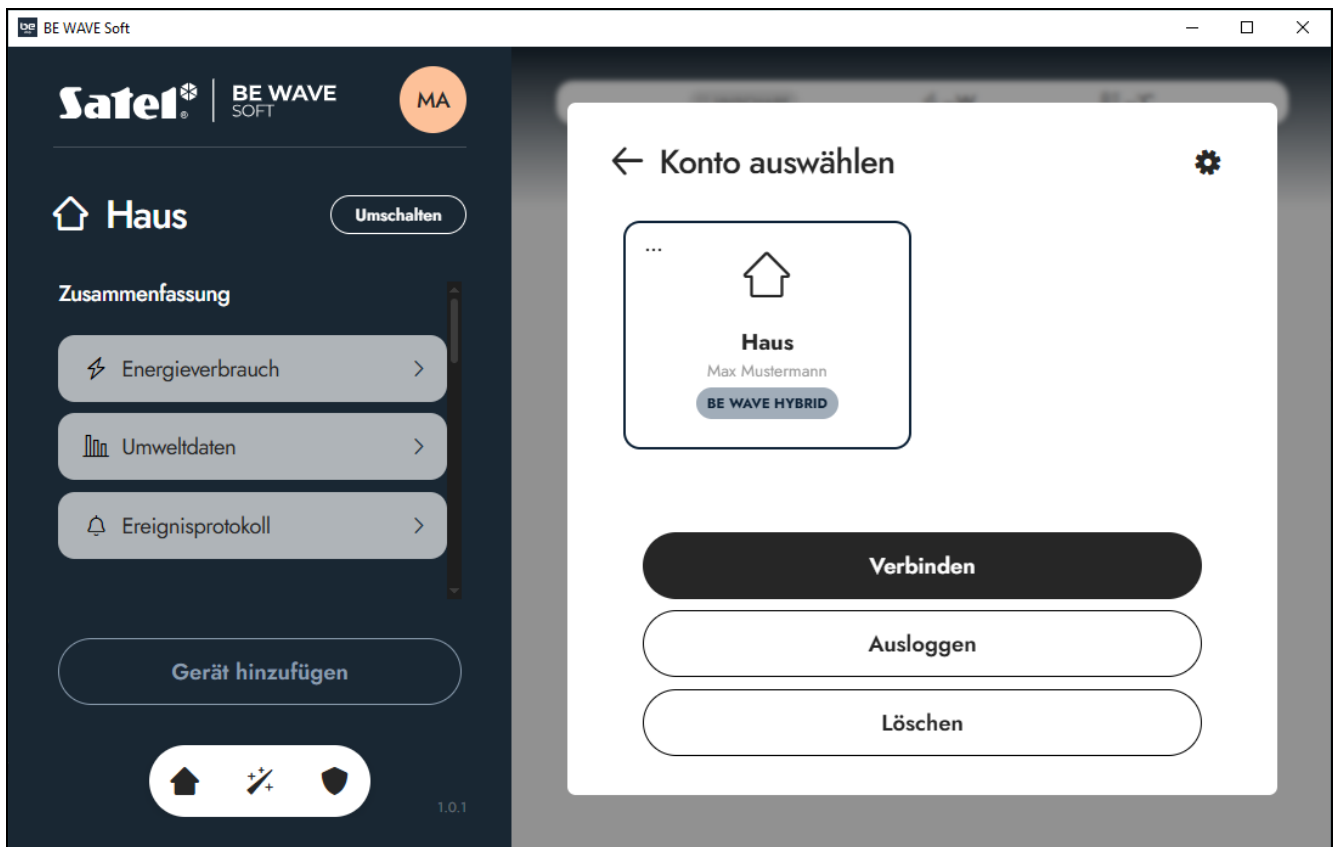 BE WAVE Soft
Satel® BE WAVE SOFT
MA
Haus
Umschalten
Zusammenfassung
Energieverbrauch
Umweltdaten
Ereignisprotokoll
Gerät hinzufügen
1.0.1
Konto auswählen
...
Haus
Max Mustermann
BE WAVE HYBRID
Verbinden
Ausloggen
Löschen